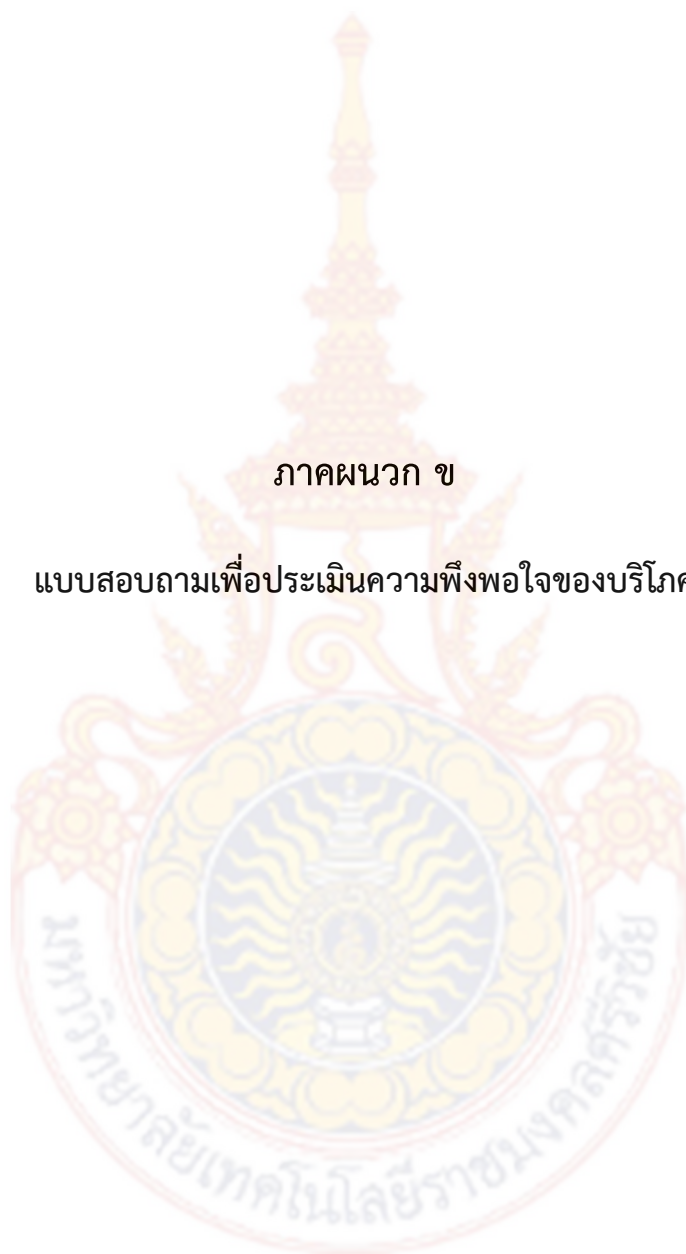 ภาคผนวก ข
แบบสอบถามเพื่อประเมินความพึงพอใจของบริโภค
มหาวิทยาลัยเทคโนโลยีราชมงคลศรีวิชัย